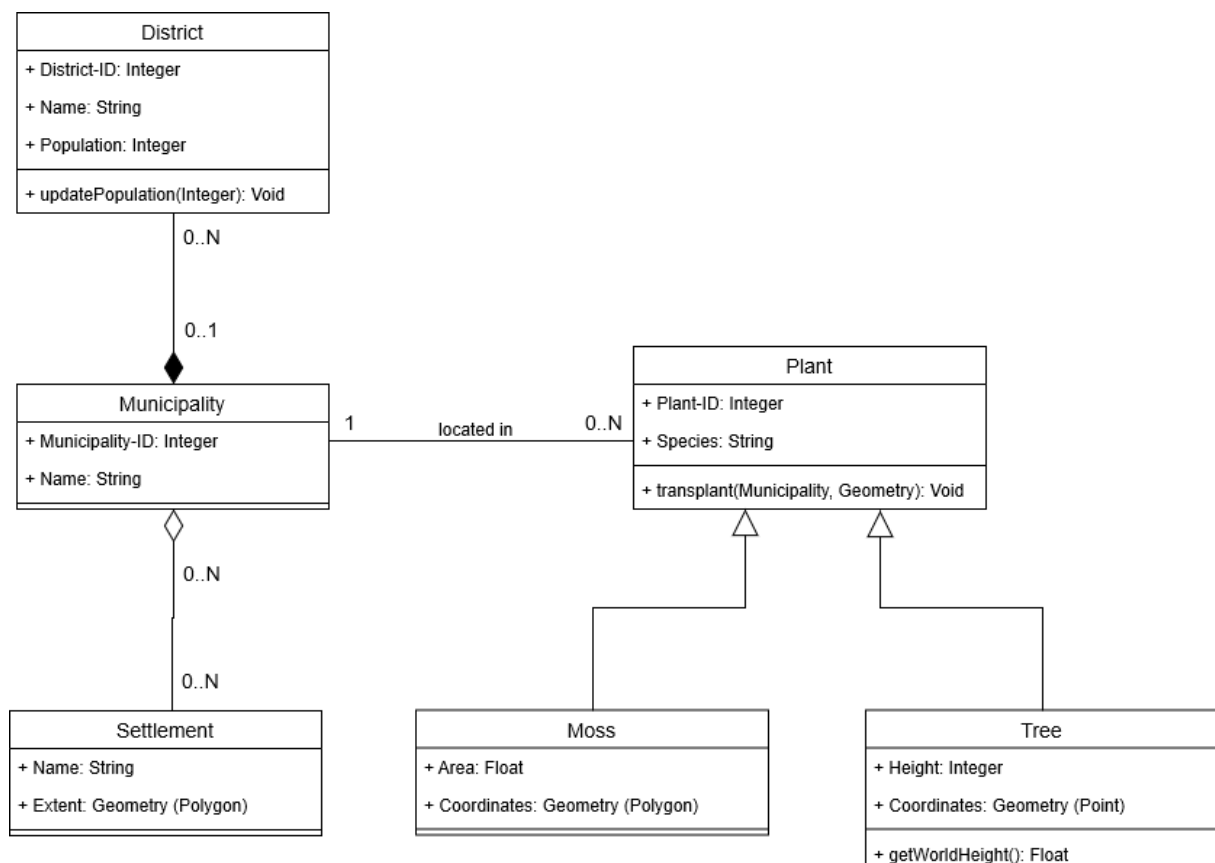 District
+ District-ID: Integer
+ Name: String
+ Population: Integer
+ updatePopulation(Integer): Void
0..N
0..1
Municipality
+ Municipality-ID: Integer
+ Name: String
1
located in
0..N
Plant
+ Plant-ID: Integer
+ Species: String
+ transplant(Municipality, Geometry): Void
0..N
0..N
Settlement
+ Name: String
+ Extent: Geometry (Polygon)
Moss
+ Area: Float
+ Coordinates: Geometry (Polygon)
Tree
+ Height: Integer
+ Coordinates: Geometry (Point)
+ getWorldHeight(): Float